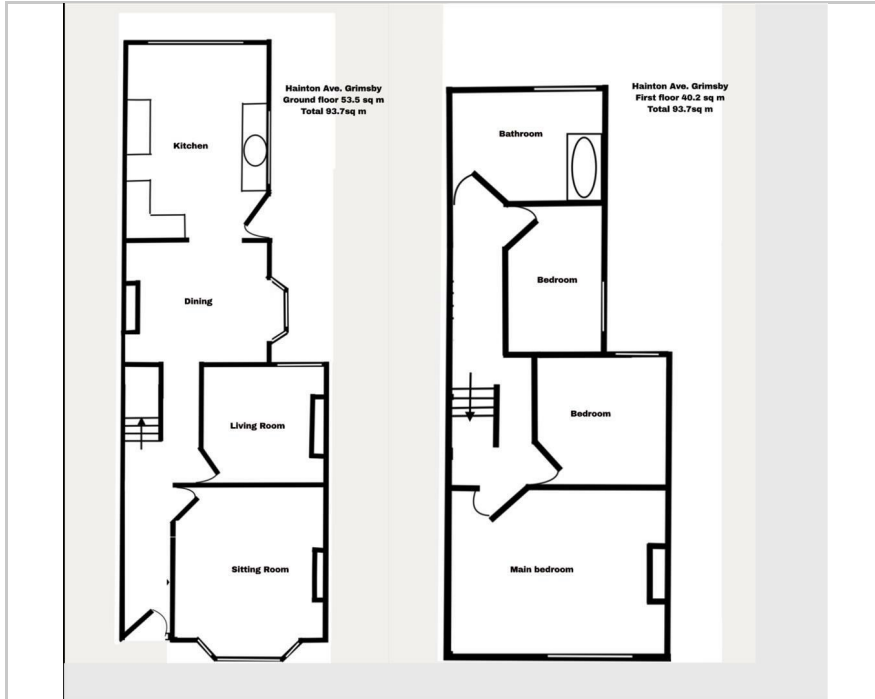 Hainton Ave. Grimsby
Ground floor 53.5 sq m
Total 93.7sq m
Kitchen
Dining
Living Room
Sitting Room
Hainton Ave. Grimsby
First floor 40.2 sq m
Total 93.7sq m
Bathroom
Bedroom
Bedroom
Main bedroom